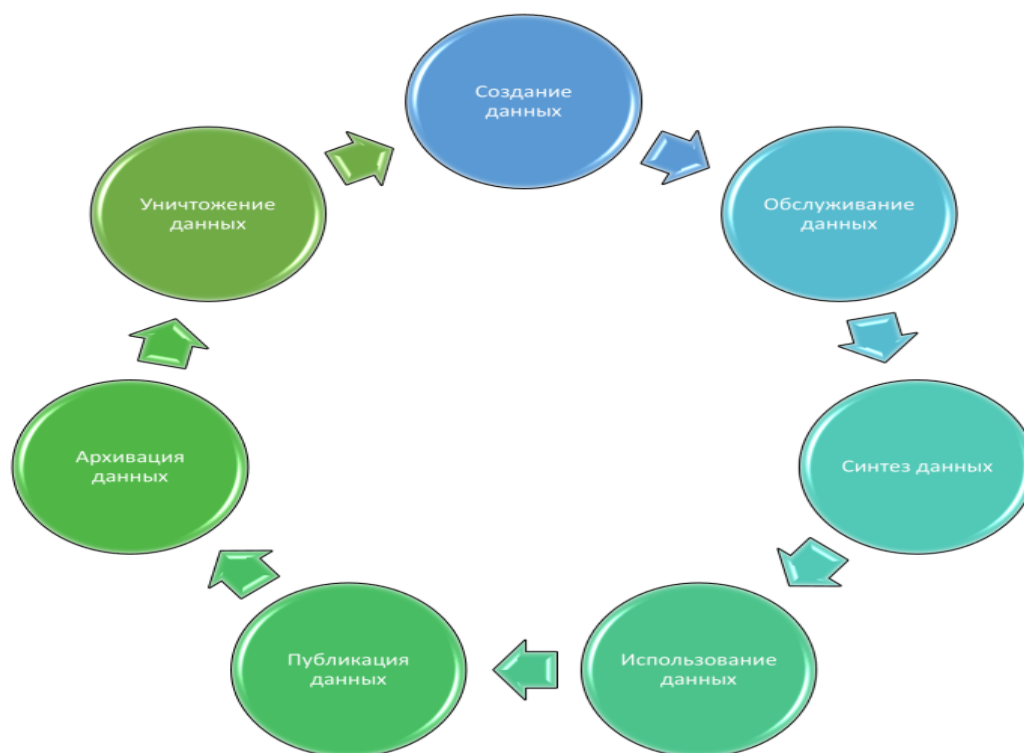 Создание
данных
Обслуживание
данных
Синтез данных
Использование
данных
Публикация
данных
Архивация
данных
Уничтожение
данных